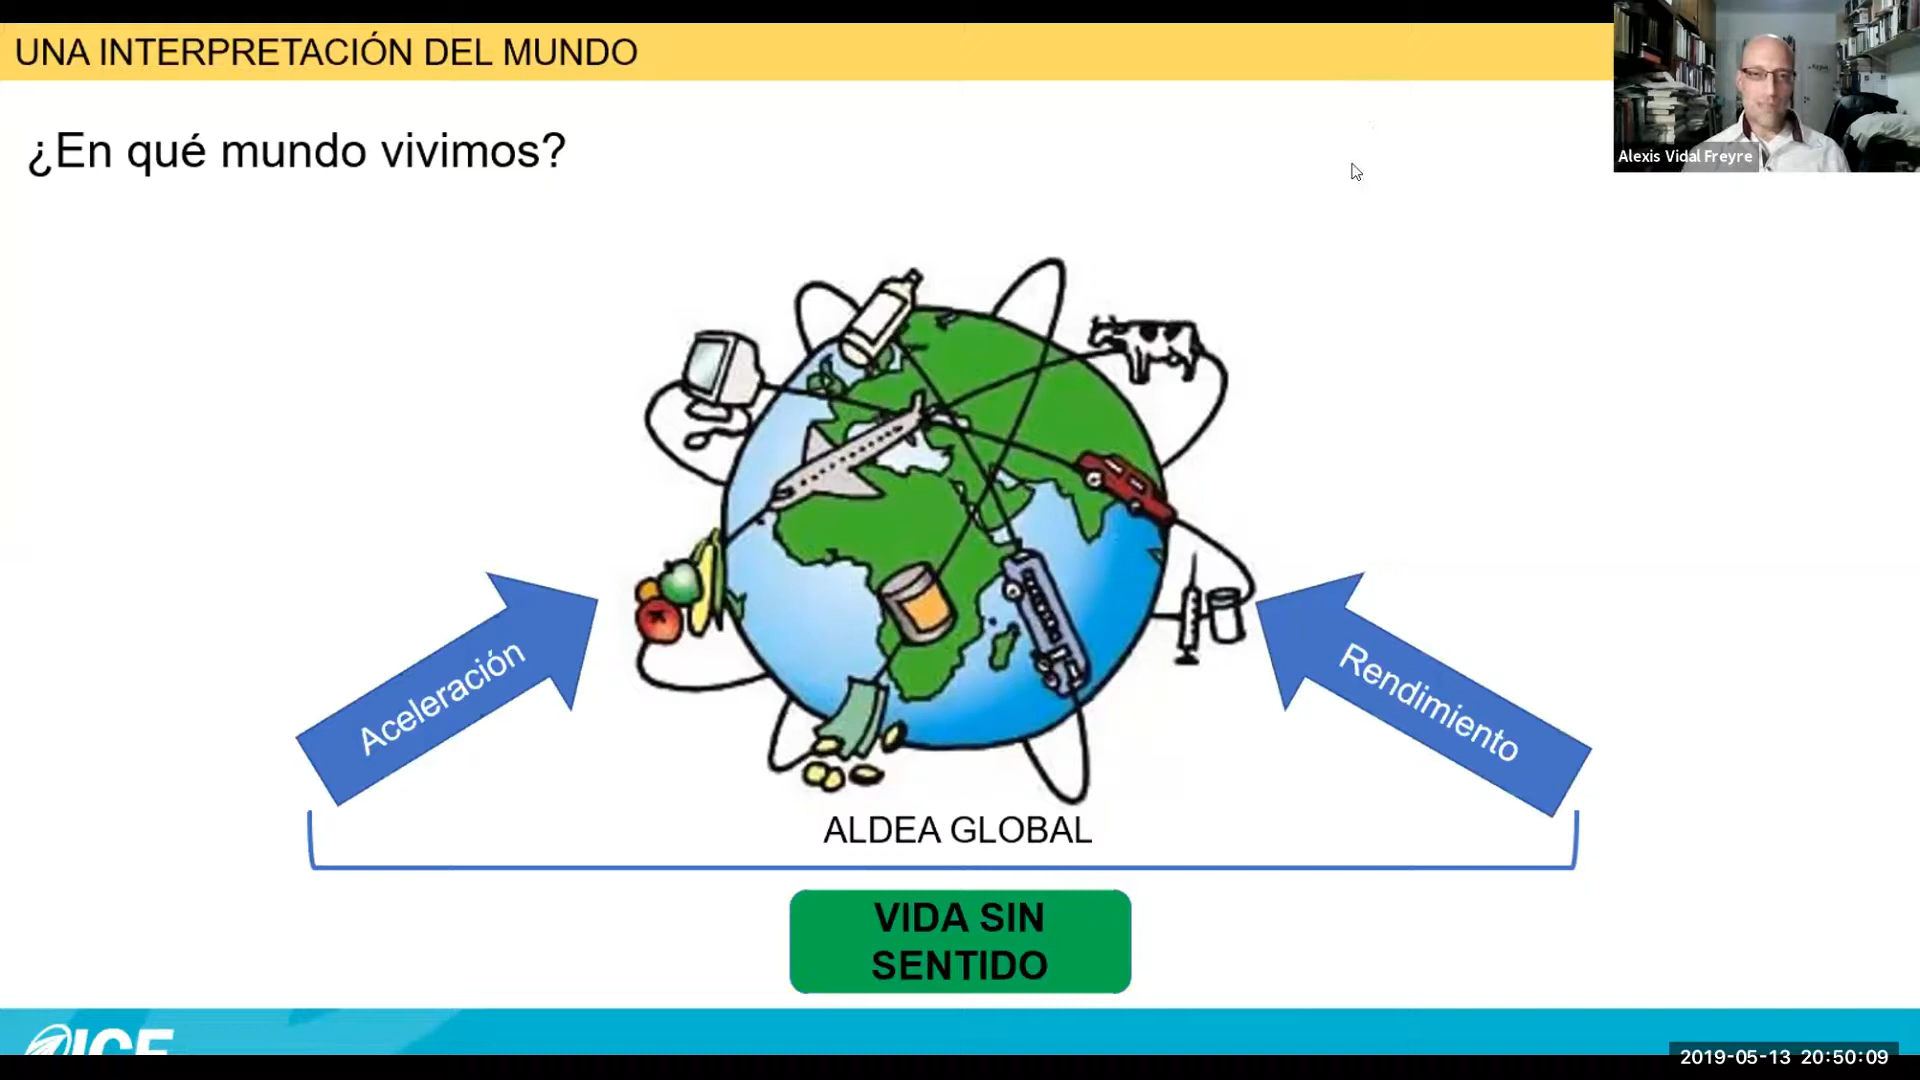 UNA INTERPRETACIÓN DEL MUNDO
¿En qué mundo vivimos?
Alexis Vidal Freyre
Aceleración
Rendimiento
ALDEA GLOBAL
VIDA SIN
SENTIDO
2019-05-13 20:50:09